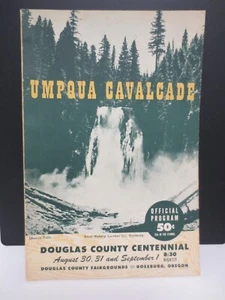 UMPQUA CAVALCADE
OFFICIAL
PROGRAM
50¢
DOUGLAS COUNTY CENTENNIAL
August 30, 31 and September 1
8:30
NIGHTLY
DOUGLAS COUNTY FAIRGROUNDS
ROSEBURG, OREGON